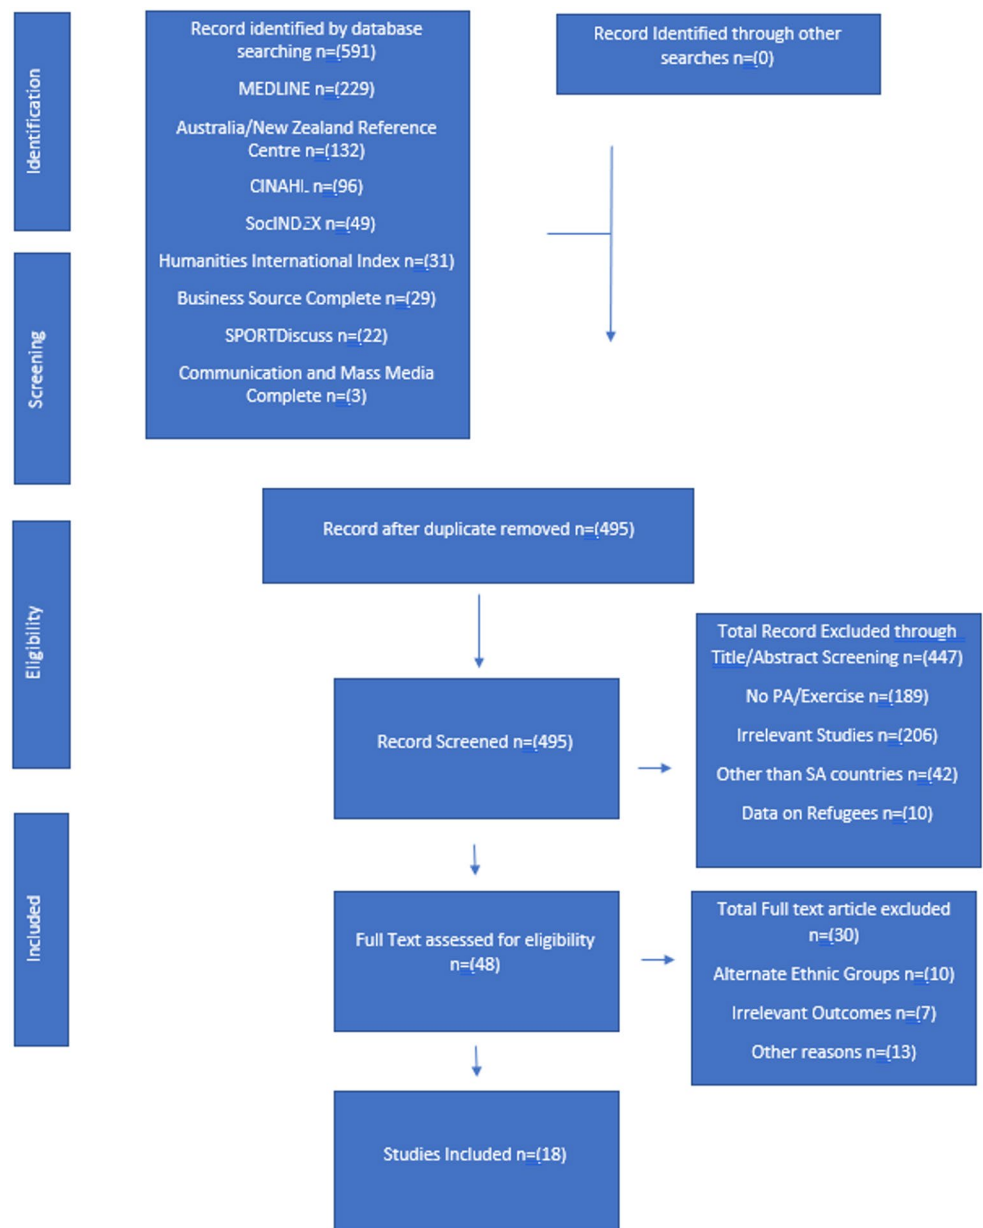 Identification
Screening
Eligibility
Included
Record identified by database
searching n=(591)
MEDLINE n=(229)
Australia/New Zealand Reference
Centre n=(132)
CINAHL n=(96)
SocINDEX n=(49)
Humanities International Index n=(31)
Business Source Complete n=(29)
SPORTDiscuss n=(22)
Communication and Mass Media
Complete n=(3)
Record Identified through other
searches n=(0)
Record after duplicate removed n=(495)
Record Screened n=(495)
Total Record Excluded through
Title/Abstract Screening n=(447)
No PA/Exercise n=(189)
Irrelevant Studies n=(206)
Other than SA countries n=(42)
Data on Refugees n=(10)
Full Text assessed for eligibility
n=(48)
Total Full text article excluded
n=(30)
Alternate Ethnic Groups n=(10)
Irrelevant Outcomes n=(7)
Other reasons n=(13)
Studies Included n=(18)